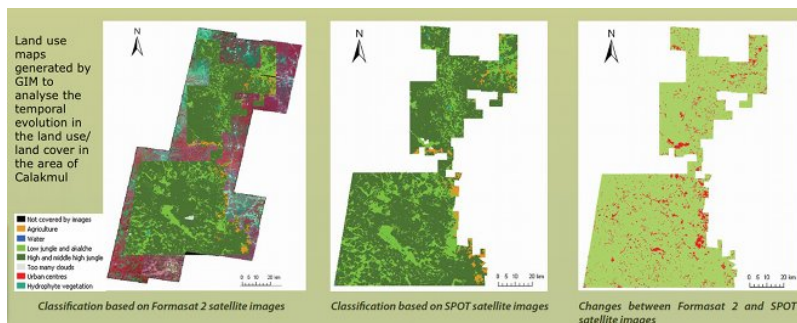 Land use
maps
generated by
GIM to
analyse the
temporal
evolution in
the land use/
land cover in
the area of
Calakmul
Not covered by images
Agriculture
Water
Low jungle and akalche
High and middle high jungle
Too many clouds
Urban centres
Hydrophyte vegetation
N
0 5 10 20 km
Classification based on Formasat 2 satellite images
N
0 5 10 20 km
Classification based on SPOT satellite images
N
0 5 10 20 km
Changes between Formasat 2 and SPOT
satellite images